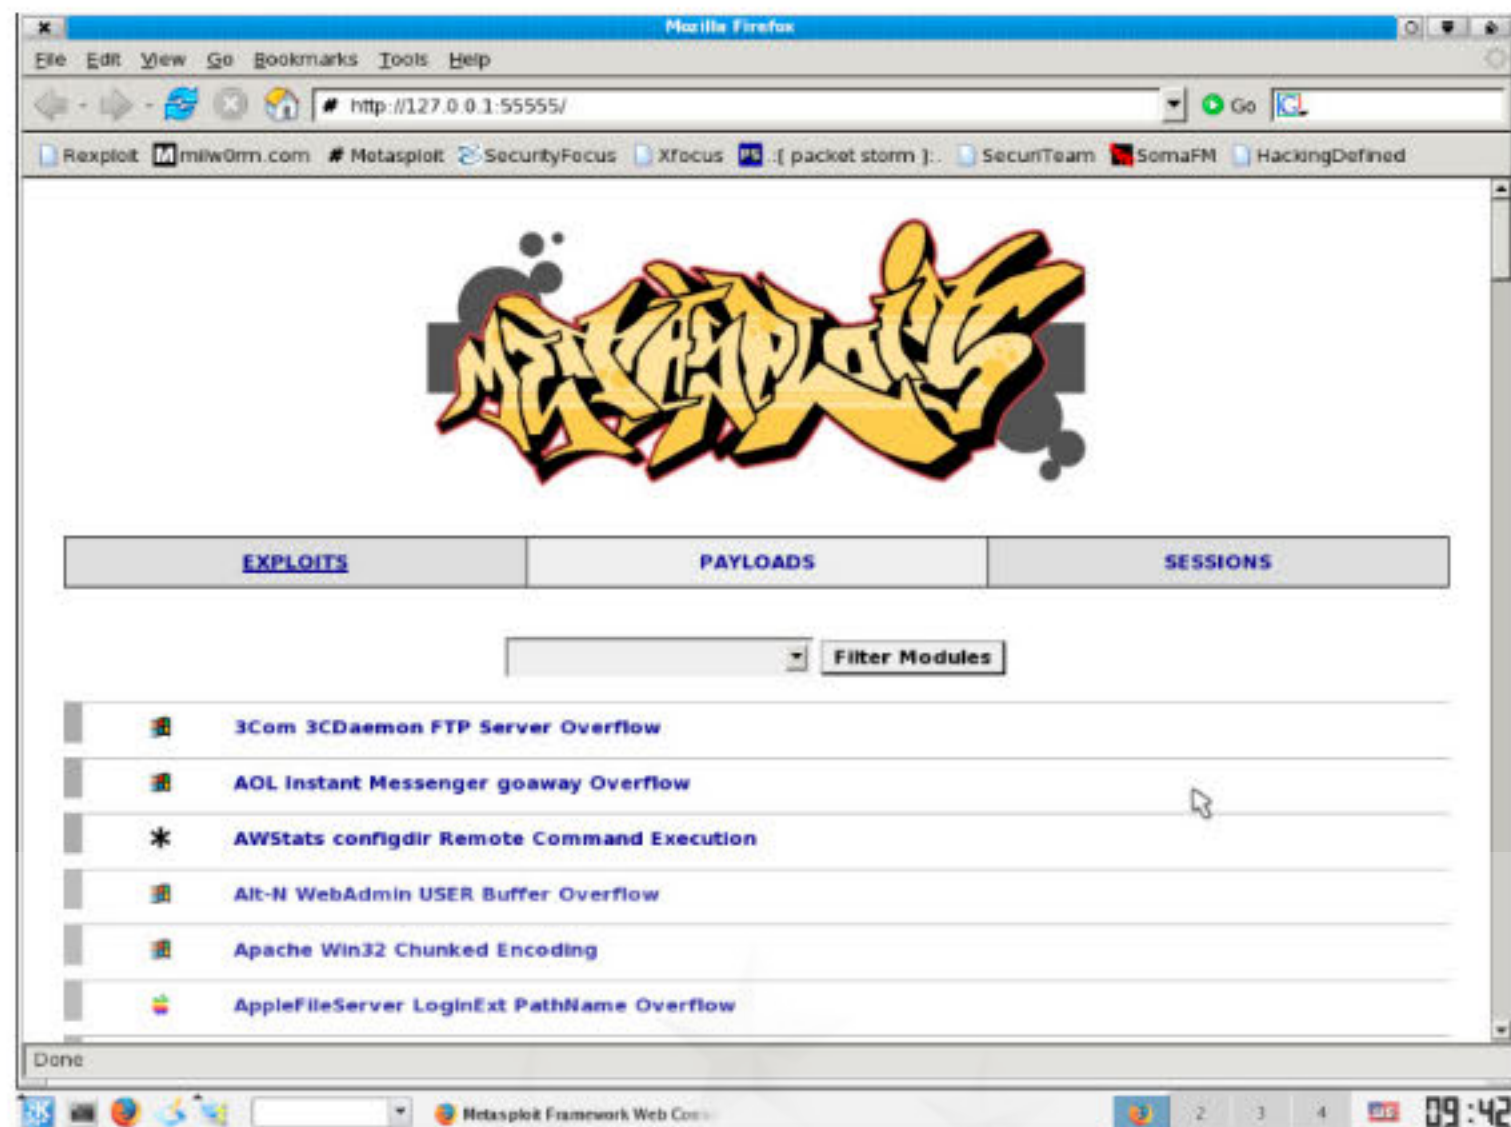 Mozilla Firefox
File Edit View Go Bookmarks Tools Help
http://127.0.0.1:55555/ Go
Rexploit milw0rm.com Metasploit SecurityFocus Xfocus .:[ packet storm ]:. SecuriTeam SomaFM HackingDefined
METASPLOIT
EXPLOITS PAYLOADS SESSIONS
Filter Modules
3Com 3CDaemon FTP Server Overflow
AOL Instant Messenger goaway Overflow
AWStats configdir Remote Command Execution
Alt-N WebAdmin USER Buffer Overflow
Apache Win32 Chunked Encoding
AppleFileServer LoginExt PathName Overflow
Done
Metasploit Framework Web Cons
2 3 4 09:42